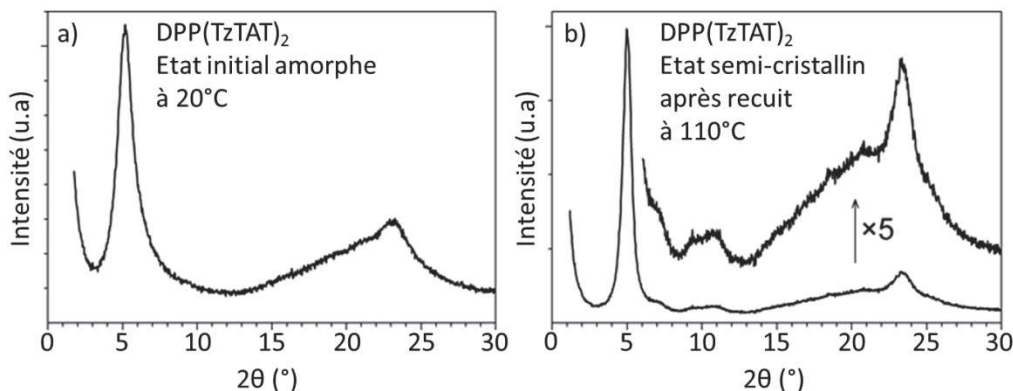 a) DPP(TzTAT)₂
Etat initial amorphe
à 20°C
Intensité (u.a)
0 5 10 15 20 25 30
2θ (°)
b) DPP(TzTAT)₂
Etat semi-cristallin
après recuit
à 110°C
×5
Intensité (u.a)
0 5 10 15 20 25 30
2θ (°)